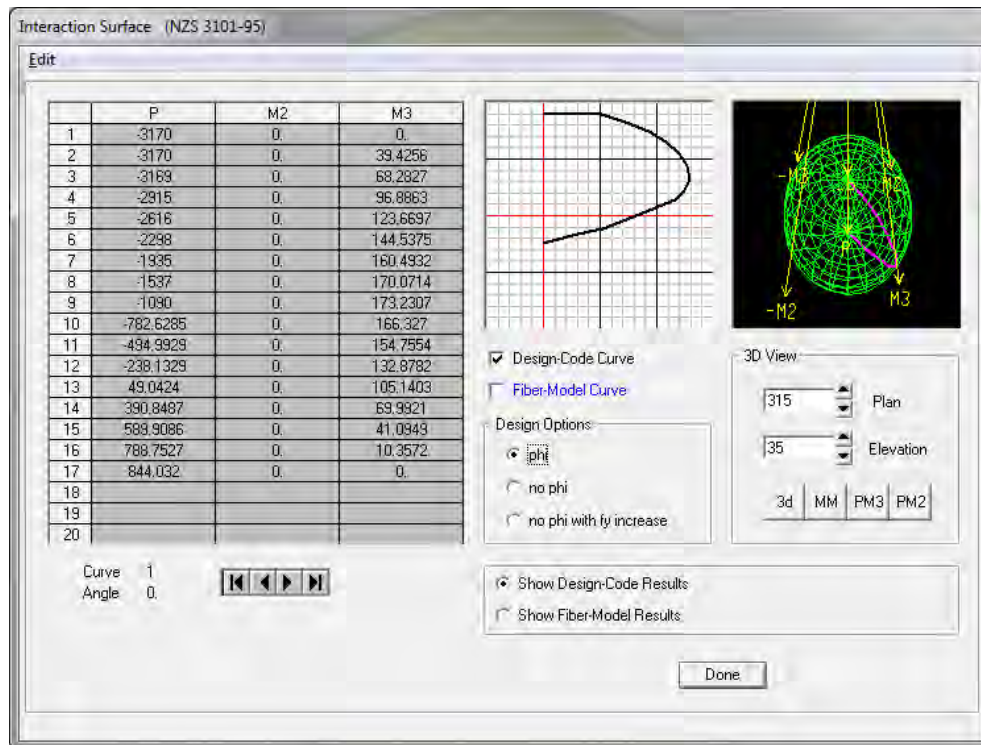 Interaction Surface (NZS 3101-95)
Edit
P M2 M3
1 -3170 0. 0.
2 -3170 0. 39.4256
3 -3169 0. 68.2827
4 -2915 0. 96.8863
5 -2616 0. 123.6697
6 -2298 0. 144.5375
7 -1935 0. 160.4932
8 -1537 0. 170.0714
9 -1090 0. 173.2307
10 -782.6285 0. 166.327
11 -494.9929 0. 154.7554
12 -238.1329 0. 132.8782
13 49.0424 0. 105.1403
14 390.8487 0. 69.9921
15 589.9086 0. 41.0949
16 788.7527 0. 10.3572
17 844.032 0. 0.
18
19
20
Curve 1
Angle 0.
-M3 M2
P
-M2 M3
Design-Code Curve
Fiber-Model Curve
Design Options
phi
no phi
no phi with fy increase
3D View
315 Plan
35 Elevation
3d MM PM3 PM2
Show Design-Code Results
Show Fiber-Model Results
Done